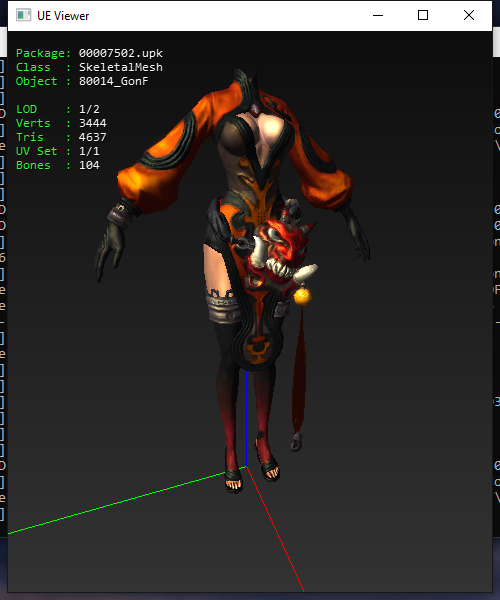 UE Viewer
Package: 00007502.upk
Class  : SkeletalMesh
Object : 80014_GonF
LOD    : 1/2
Verts  : 3444
Tris   : 4637
UV Set : 1/1
Bones  : 104